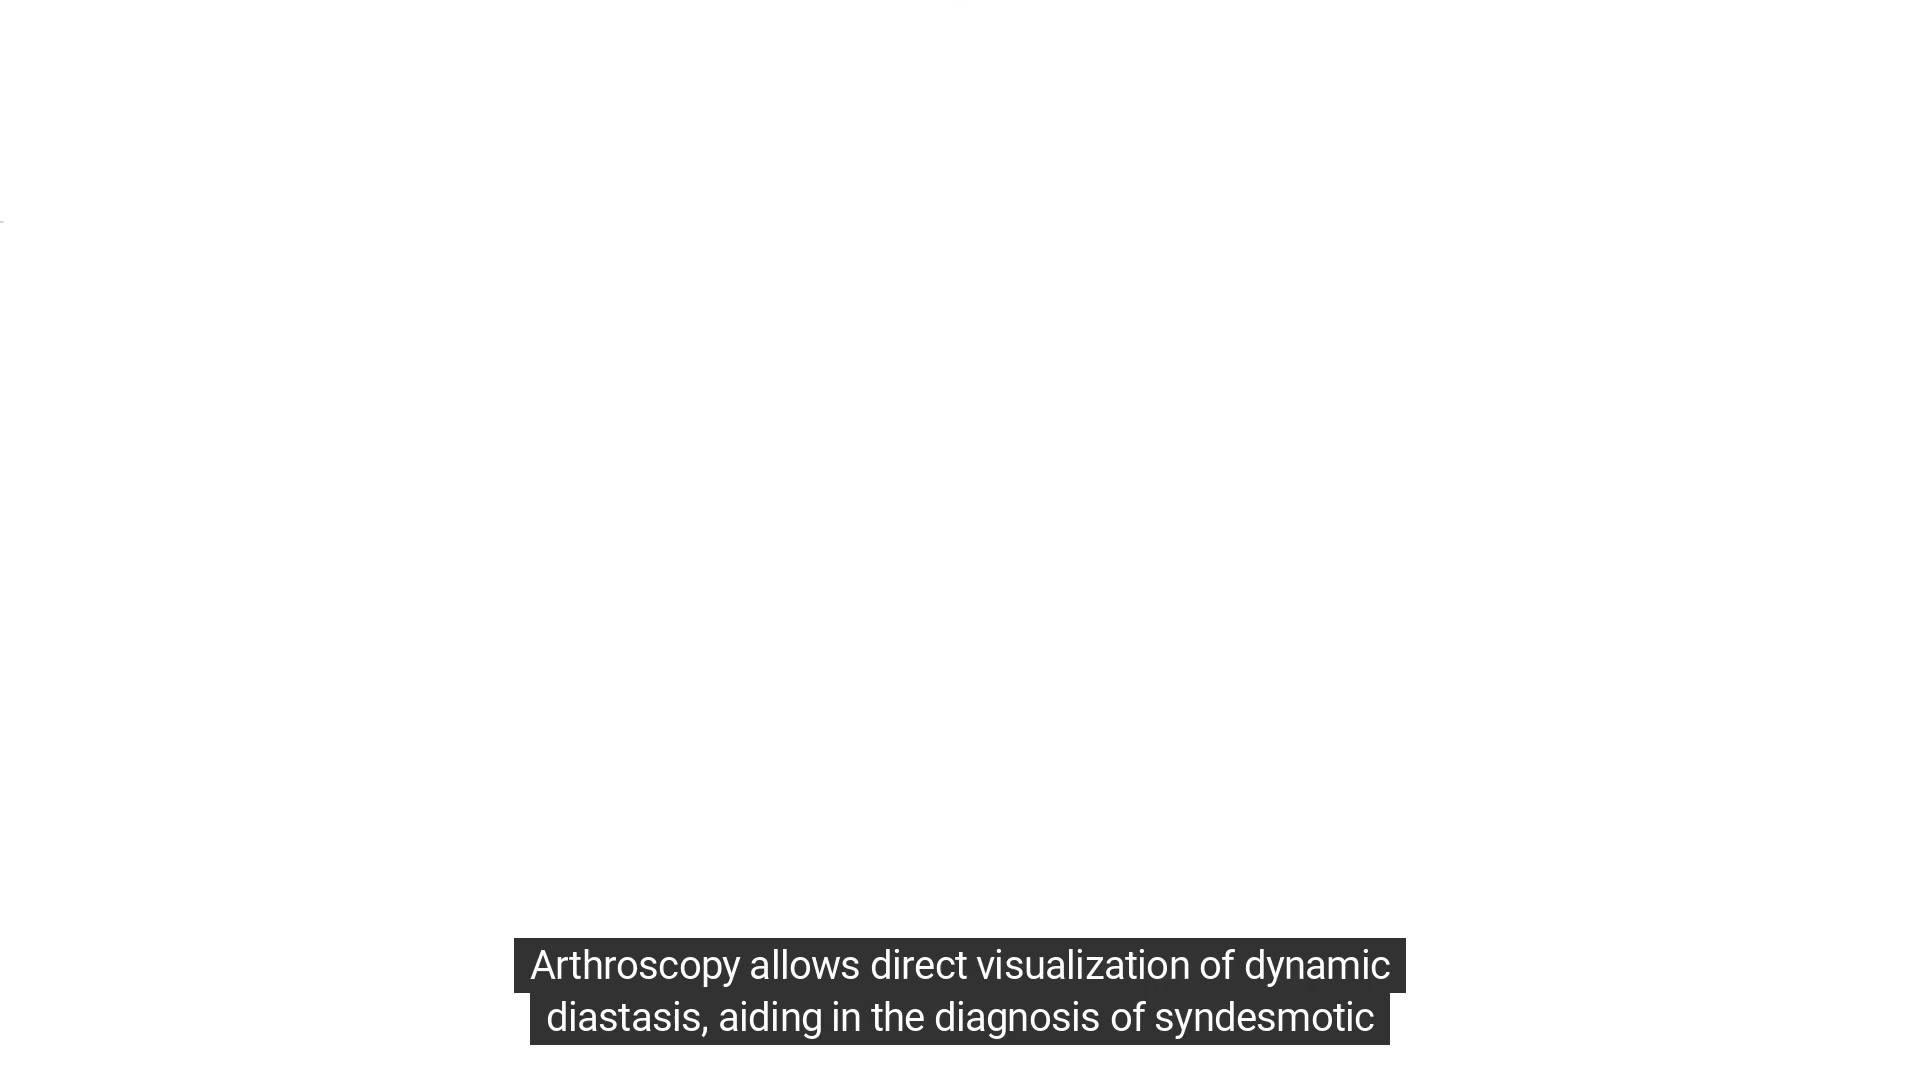 Arthroscopy allows direct visualization of dynamic
diastasis, aiding in the diagnosis of syndesmotic